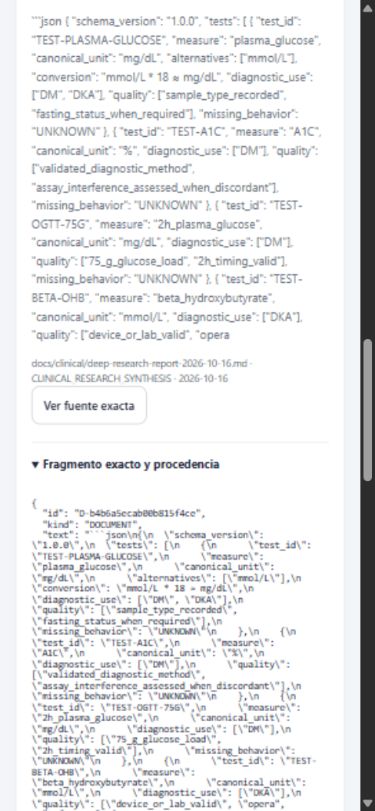 ```json { "schema_version": "1.0.0", "tests": [ { "test_id":
"TEST-PLASMA-GLUCOSE", "measure": "plasma_glucose",
"canonical_unit": "mg/dL", "alternatives": ["mmol/L"],
"conversion": "mmol/L * 18 ≈ mg/dL", "diagnostic_use":
["DM", "DKA"], "quality": ["sample_type_recorded",
"fasting_status_when_required"], "missing_behavior":
"UNKNOWN" }, { "test_id": "TEST-A1C", "measure": "A1C",
"canonical_unit": "%", "diagnostic_use": ["DM"], "quality":
["validated_diagnostic_method",
"assay_interference_assessed_when_discordant"],
"missing_behavior": "UNKNOWN" }, { "test_id": "TEST-
OGTT-75G", "measure": "2h_plasma_glucose",
"canonical_unit": "mg/dL", "diagnostic_use": ["DM"],
"quality": ["75_g_glucose_load", "2h_timing_valid"],
"missing_behavior": "UNKNOWN" }, { "test_id": "TEST-
BETA-OHB", "measure": "beta_hydroxybutyrate",
"canonical_unit": "mmol/L", "diagnostic_use": ["DKA"],
"quality": ["device_or_lab_valid", "opera
docs/clinical/deep-research-report-2026-10-16.md ·
CLINICAL_RESEARCH_SYNTHESIS · 2026-10-16
Ver fuente exacta
▼ Fragmento exacto y procedencia
{
"id": "D-b4b6a5ecab00b815f4ce",
"kind": "DOCUMENT",
"text": "```json\n{\n  \"schema_version\":
\"1.0.0\",\n  \"tests\": [\n    {\n      \"test_id\":
\"TEST-PLASMA-GLUCOSE\",\n      \"measure\":
\"plasma_glucose\",\n      \"canonical_unit\":
\"mg/dL\",\n      \"alternatives\": [\"mmol/L\"],\n
\"conversion\": \"mmol/L * 18 ≈ mg/dL\",\n
\"diagnostic_use\": [\"DM\", \"DKA\"],\n
\"quality\": [\"sample_type_recorded\",
\"fasting_status_when_required\"],\n
\"missing_behavior\": \"UNKNOWN\"\n    },\n    {\n
\"test_id\": \"TEST-A1C\",\n      \"measure\":
\"A1C\",\n      \"canonical_unit\": \"%\",\n
\"diagnostic_use\": [\"DM\"],\n      \"quality\":
[\"validated_diagnostic_method\",
\"assay_interference_assessed_when_discordant\"],\n
\"missing_behavior\": \"UNKNOWN\"\n    },\n    {\n
\"test_id\": \"TEST-OGTT-75G\",\n      \"measure\":
\"2h_plasma_glucose\",\n      \"canonical_unit\":
\"mg/dL\",\n      \"diagnostic_use\": [\"DM\"],\n
\"quality\": [\"75_g_glucose_load\",
\"2h_timing_valid\"],\n      \"missing_behavior\":
\"UNKNOWN\"\n    },\n    {\n      \"test_id\": \"TEST-
BETA-OHB\",\n      \"measure\":
\"beta_hydroxybutyrate\",\n      \"canonical_unit\":
\"mmol/L\",\n      \"diagnostic_use\": [\"DKA\"],\n
\"quality\": [\"device_or_lab_valid\", \"opera",